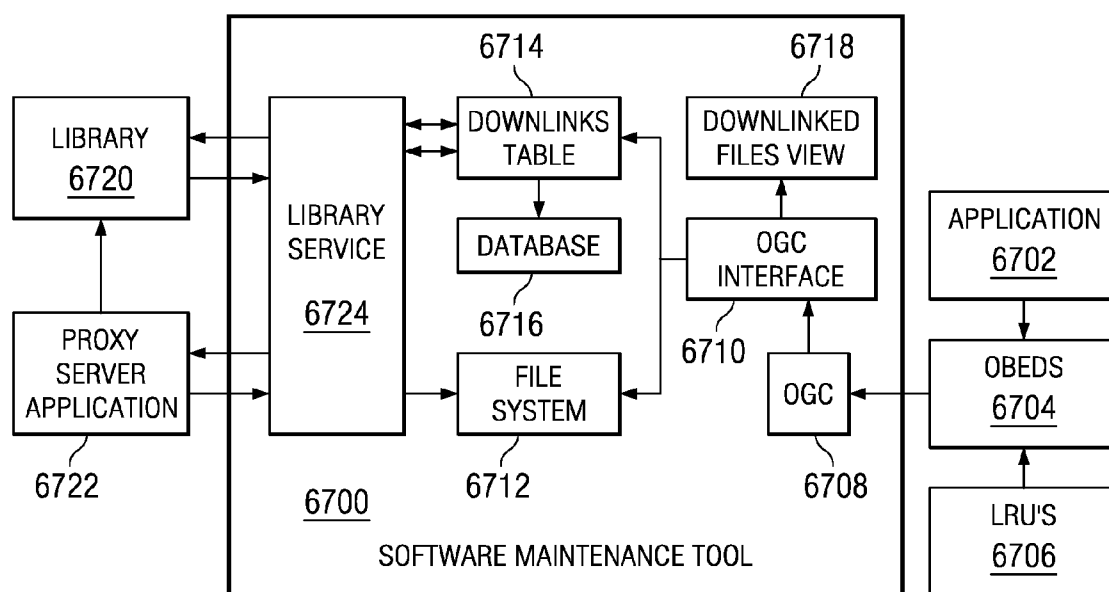 6714
6718
LIBRARY
6720
DOWNLINKS
TABLE
DOWNLINKED
FILES VIEW
LIBRARY
SERVICE
6724
DATABASE
6716
OGC
INTERFACE
6710
APPLICATION
6702
PROXY
SERVER
APPLICATION
6722
FILE
SYSTEM
6712
OGC
6708
OBEDS
6704
6700
SOFTWARE MAINTENANCE TOOL
LRU'S
6706